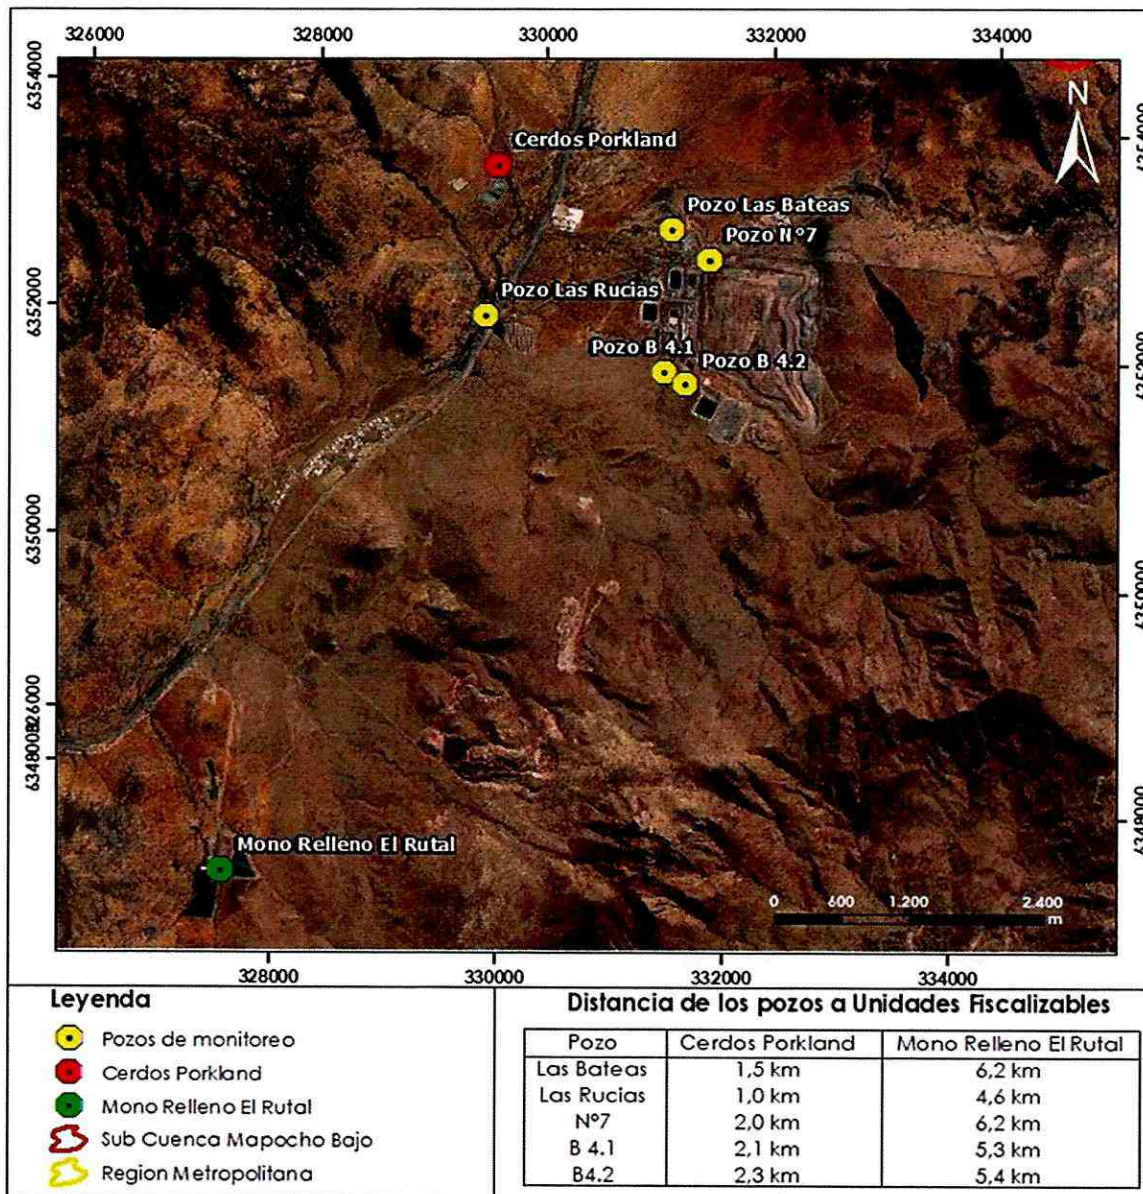 326000 328000 330000 332000 334000
6354000
N
Cerdos Porkland
Pozo Las Bateas
Pozo Nº7
6352000
Pozo Las Rucias
Pozo B 4.1
Pozo B 4.2
6350000
6348000
Mono Relleno El Rutal
0 600 1.200 2.400
m
328000 330000 332000 334000
Leyenda
Pozos de monitoreo
Cerdos Porkland
Mono Relleno El Rutal
Sub Cuenca Mapocho Bajo
Region Metropolitana
Distancia de los pozos a Unidades Fiscalizables
Pozo Cerdos Porkland Mono Relleno El Rutal
Las Bateas 1,5 km 6,2 km
Las Rucias 1,0 km 4,6 km
Nº7 2,0 km 6,2 km
B 4.1 2,1 km 5,3 km
B4.2 2,3 km 5,4 km